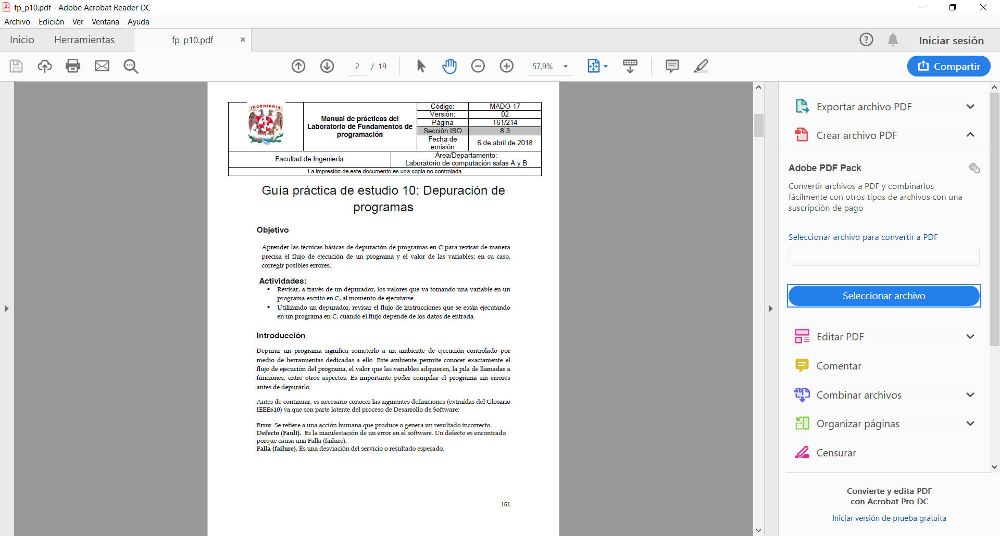 fp_p10.pdf - Adobe Acrobat Reader DC
Archivo Edición Ver Ventana Ayuda
Inicio Herramientas fp_p10.pdf × Iniciar sesión
2 / 19 57.9% Compartir
INGENIERIA
Manual de prácticas del
Laboratorio de Fundamentos de
programación
Código: MADO-17
Versión: 02
Página 161/214
Sección ISO 8.3
Fecha de
emisión
6 de abril de 2018
Facultad de Ingeniería
Área/Departamento:
Laboratorio de computación salas A y B
La impresión de este documento es una copia no controlada
Guía práctica de estudio 10: Depuración de
programas
Objetivo
Aprender las técnicas básicas de depuración de programas en C para revisar de manera
precisa el flujo de ejecución de un programa y el valor de las variables; en su caso,
corregir posibles errores.
Actividades:
▪ Revisar, a través de un depurador, los valores que va tomando una variable en un
programa escrito en C, al momento de ejecutarse.
▪ Utilizando un depurador, revisar el flujo de instrucciones que se están ejecutando
en un programa en C, cuando el flujo depende de los datos de entrada.
Introducción
Depurar un programa significa someterlo a un ambiente de ejecución controlado por
medio de herramientas dedicadas a ello. Este ambiente permite conocer exactamente el
flujo de ejecución del programa, el valor que las variables adquieren, la pila de llamadas a
funciones, entre otros aspectos. Es importante poder compilar el programa sin errores
antes de depurarlo.
Antes de continuar, es necesario conocer las siguientes definiciones (extraídas del Glosario
IEEE610) ya que son parte latente del proceso de Desarrollo de Software:
Error. Se refiere a una acción humana que produce o genera un resultado incorrecto.
Defecto (Fault). Es la manifestación de un error en el software. Un defecto es encontrado
porque causa una Falla (failure).
Falla (failure). Es una desviación del servicio o resultado esperado.
161
Exportar archivo PDF
Crear archivo PDF
Adobe PDF Pack
Convertir archivos a PDF y combinarlos
fácilmente con otros tipos de archivos con una
suscripción de pago
Seleccionar archivo para convertir a PDF
Seleccionar archivo
Editar PDF
Comentar
Combinar archivos
Organizar páginas
Censurar
Convierte y edita PDF
con Acrobat Pro DC
Iniciar versión de prueba gratuita